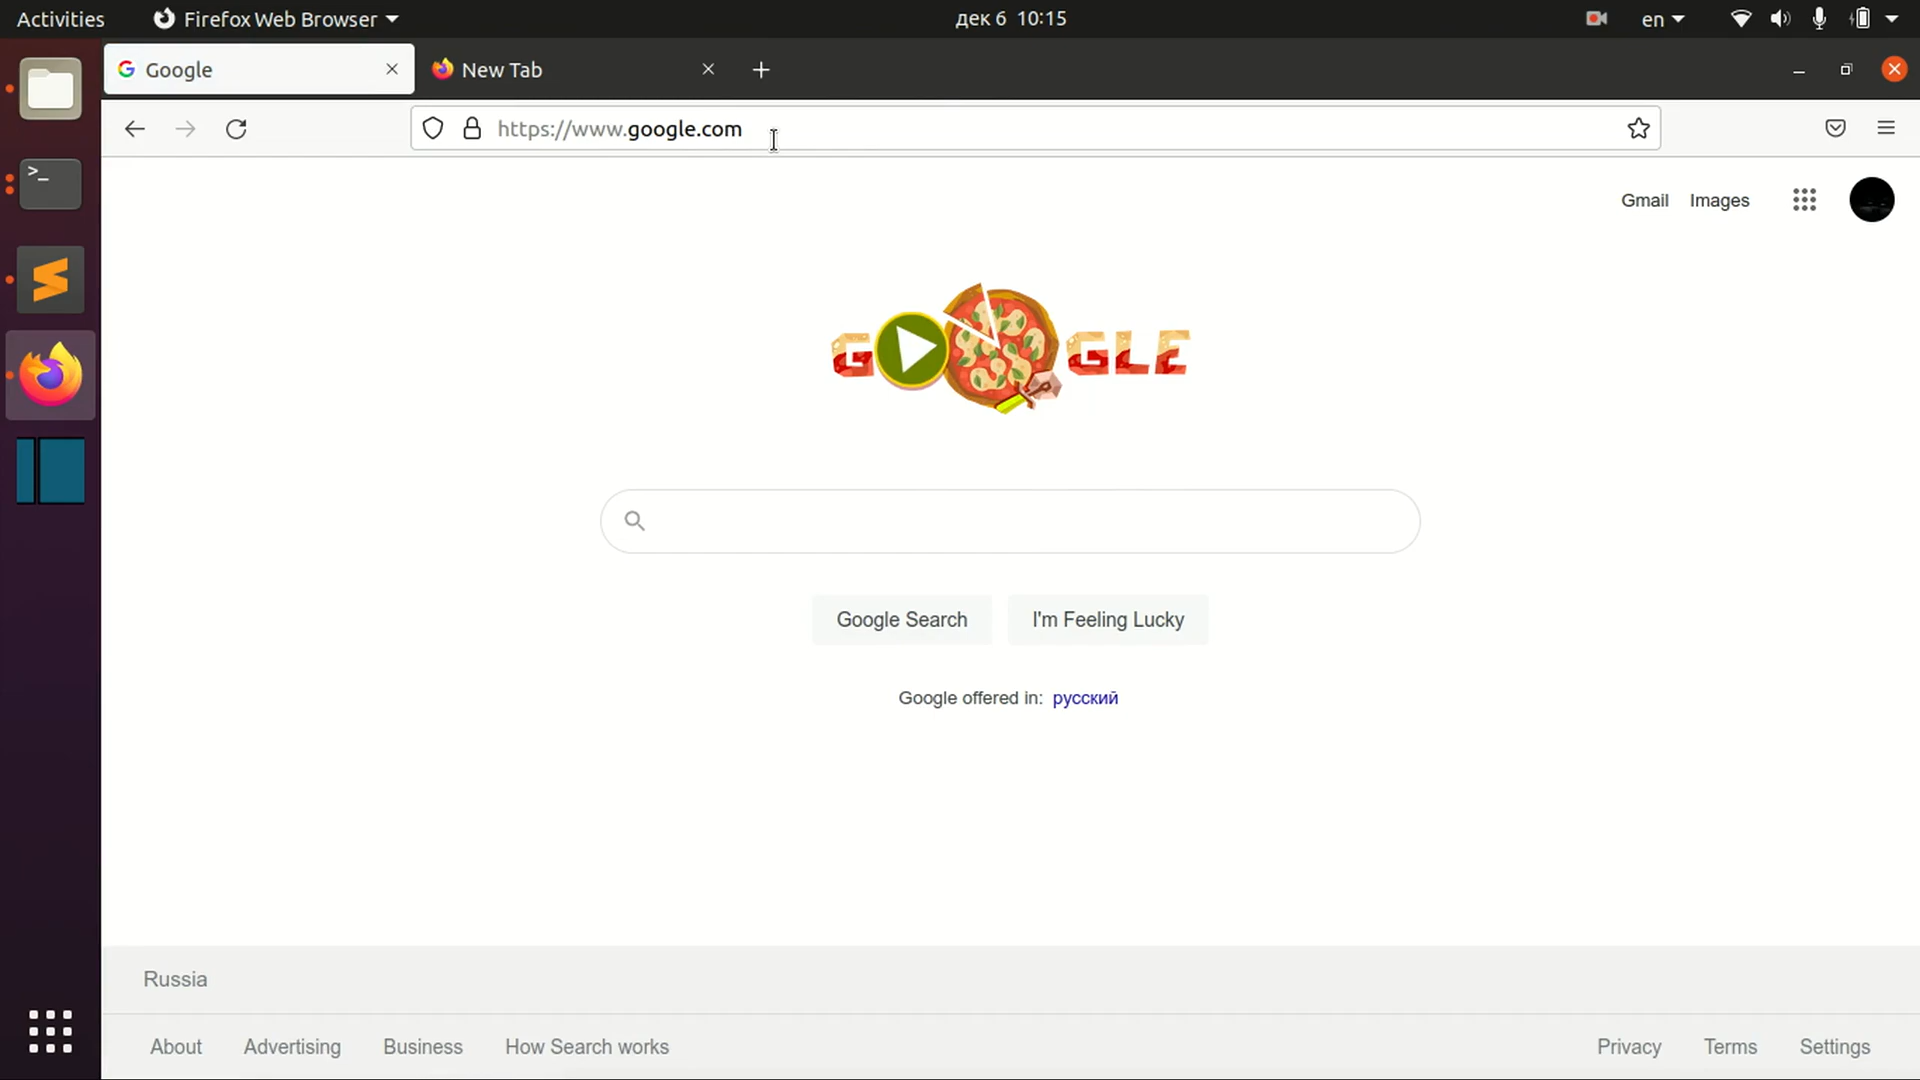 Activities Firefox Web Browser дек 6 10:15 en
Google New Tab
https://www.google.com
Gmail Images
GOOGLE
Google Search I'm Feeling Lucky
Google offered in: русский
Russia
About Advertising Business How Search works Privacy Terms Settings